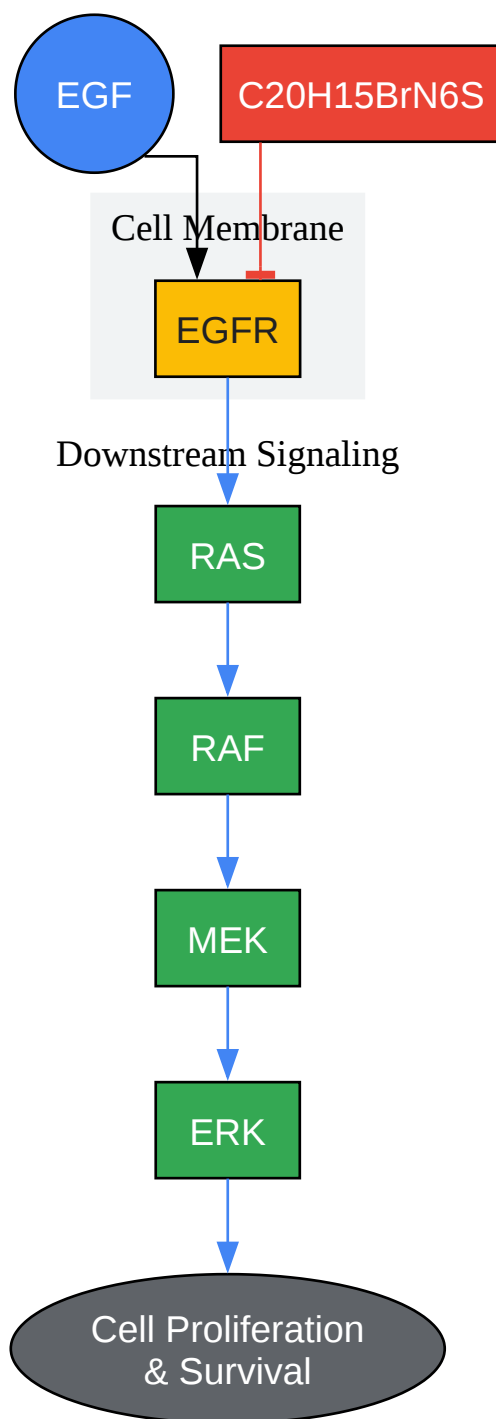 EGF
C20H15BrN6S
Cell Membrane
EGFR
Downstream Signaling
RAS
RAF
MEK
ERK
Cell Proliferation
& Survival